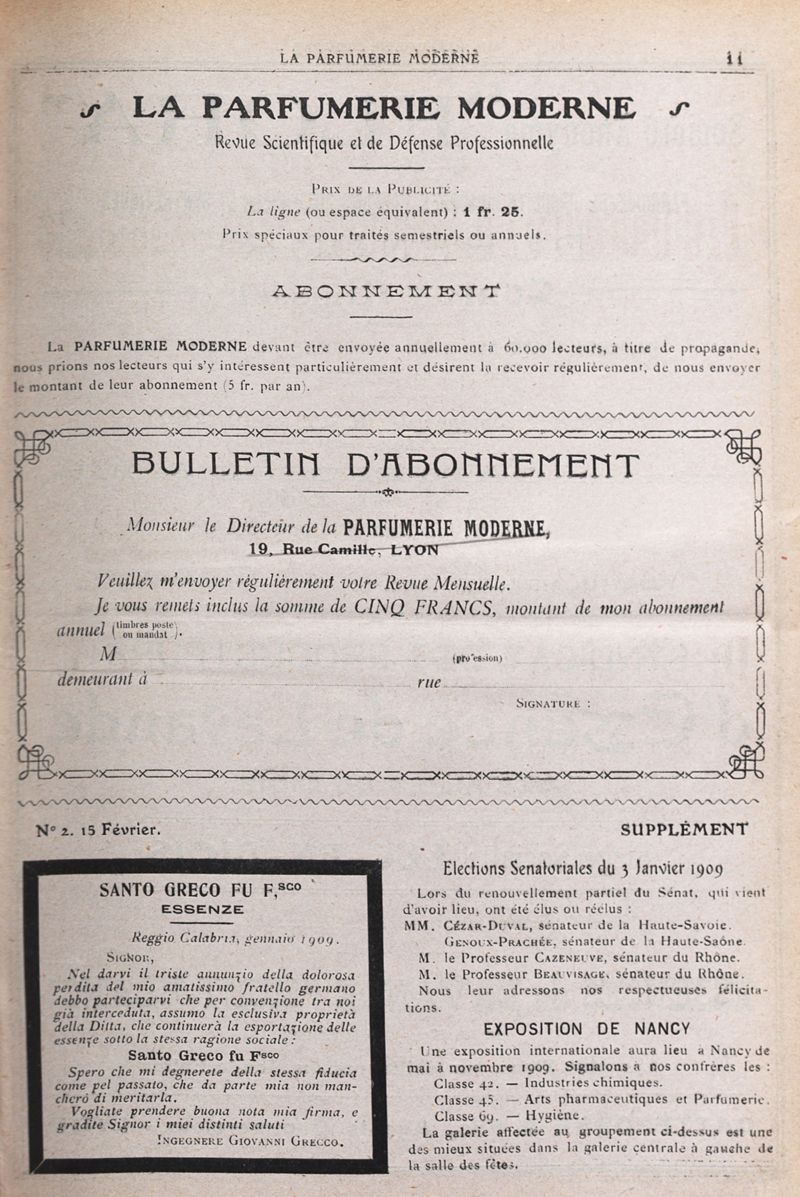 LA PARFUMERIE MODERNE 11
LA PARFUMERIE MODERNE
Revue Scientifique et de Défense Professionnelle
PRIX DE LA PUBLICITÉ :
La ligne (ou espace équivalent) : 1 fr. 25.
Prix spéciaux pour traités semestriels ou annuels.
ABONNEMENT
La PARFUMERIE MODERNE devant être envoyée annuellement à 60.000 lecteurs, à titre de propagande,
nous prions nos lecteurs qui s'y intéressent particulièrement et désirent la recevoir régulièrement, de nous envoyer
le montant de leur abonnement (5 fr. par an).
BULLETIN D'ABONNEMENT
Monsieur le Directeur de la PARFUMERIE MODERNE,
19, Rue Camille, LYON
Veuillez m'envoyer régulièrement votre Revue Mensuelle.
Je vous remets inclus la somme de CINQ FRANCS, montant de mon abonnement
annuel (timbres poste
ou mandat).
M (profession)
demeurant à rue
SIGNATURE :
N° 2. 15 Février. SUPPLÉMENT
SANTO GRECO FU F,SCO
ESSENZE
Reggio Calabria, gennaio 1909.
SIGNOR,
Nel darvi il triste annunzio della dolorosa
perdita del mio amatissimo fratello germano
debbo parteciparvi che per convenzione tra noi
già interceduta, assumo la esclusiva proprietà
della Ditta, che continuerà la esportazione delle
essenze sotto la stessa ragione sociale :
Santo Greco fu Fsco
Spero che mi degnerete della stessa fiducia
come pel passato, che da parte mia non man-
cherò di meritarla.
Vogliate prendere buona nota mia firma, e
gradite Signor i miei distinti saluti
INGEGNERE GIOVANNI GRECCO.
Elections Senatoriales du 3 Janvier 1909
Lors du renouvellement partiel du Sénat, qui vient
d'avoir lieu, ont été élus ou réélus :
MM. CÉZAR-DUVAL, sénateur de la Haute-Savoie.
GENOUX-PRACHÉE, sénateur de la Haute-Saône.
M. le Professeur CAZENEUVE, sénateur du Rhône.
M. le Professeur BEAUVISAGE, sénateur du Rhône.
Nous leur adressons nos respectueuses félicita-
tions.
EXPOSITION DE NANCY
Une exposition internationale aura lieu à Nancy de
mai à novembre 1909. Signalons à nos confrères les :
Classe 42. — Industries chimiques.
Classe 45. — Arts pharmaceutiques et Parfumerie.
Classe 69. — Hygiène.
La galerie affectée au groupement ci-dessus est une
des mieux situées dans la galerie centrale à gauche de
la salle des fêtes.